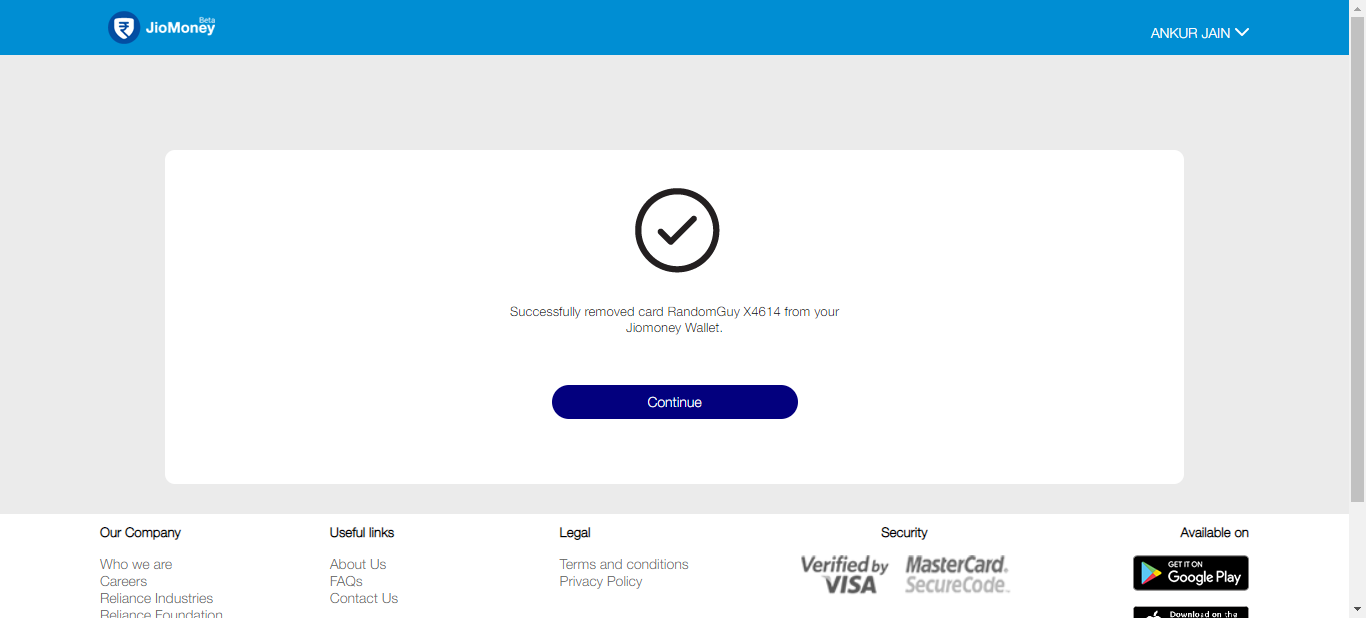 JioMoney Beta
ANKUR JAIN
Successfully removed card RandomGuy X4614 from your
Jiomoney Wallet.
Continue
Our Company
Who we are
Careers
Reliance Industries
Reliance Foundation
Useful links
About Us
FAQs
Contact Us
Legal
Terms and conditions
Privacy Policy
Security
Verified by
VISA
MasterCard.
SecureCode.
Available on
GET IT ON
Google Play
Download on the